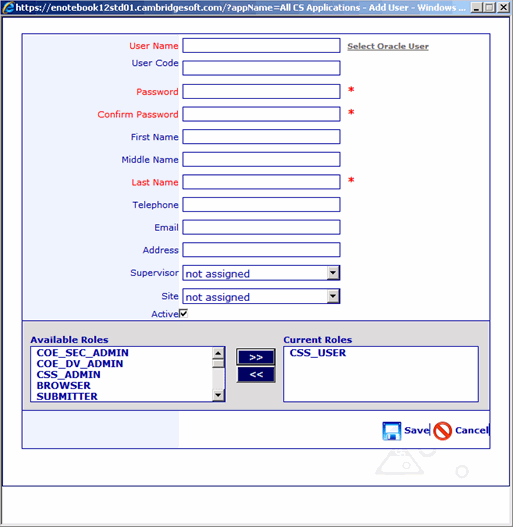 https://enotebook12std01.cambridgesoft.com/?appName=All CS Applications - Add User - Windows ...
User Name Select Oracle User
User Code
Password *
Confirm Password *
First Name
Middle Name
Last Name *
Telephone
Email
Address
Supervisor not assigned
Site not assigned
Active
Available Roles
COE_SEC_ADMIN
COE_DV_ADMIN
CSS_ADMIN
BROWSER
SUBMITTER
>>
<<
Current Roles
CSS_USER
Save Cancel